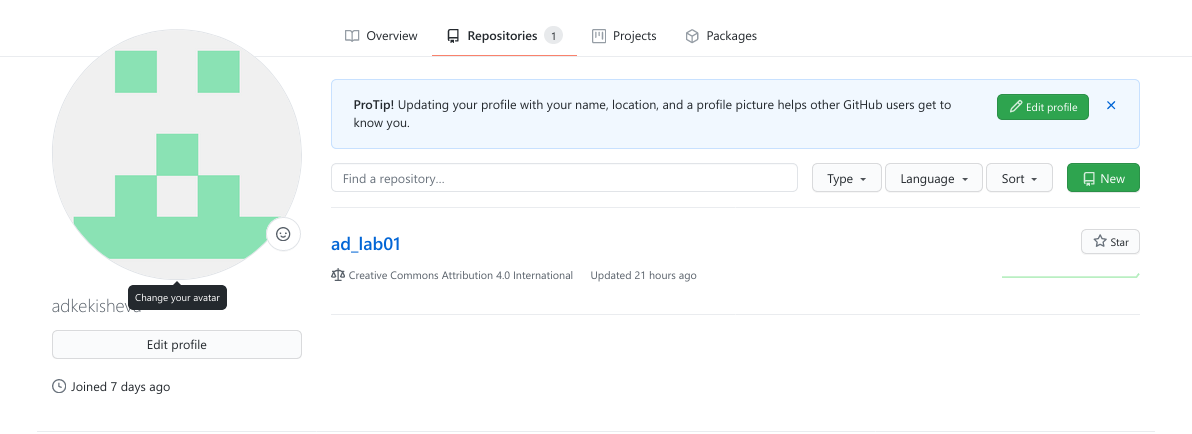 Overview Repositories 1 Projects Packages
ProTip! Updating your profile with your name, location, and a profile picture helps other GitHub users get to
know you.
Edit profile
Find a repository...
Type
Language
Sort
New
ad_lab01
Star
Creative Commons Attribution 4.0 International Updated 21 hours ago
Change your avatar
Edit profile
Joined 7 days ago